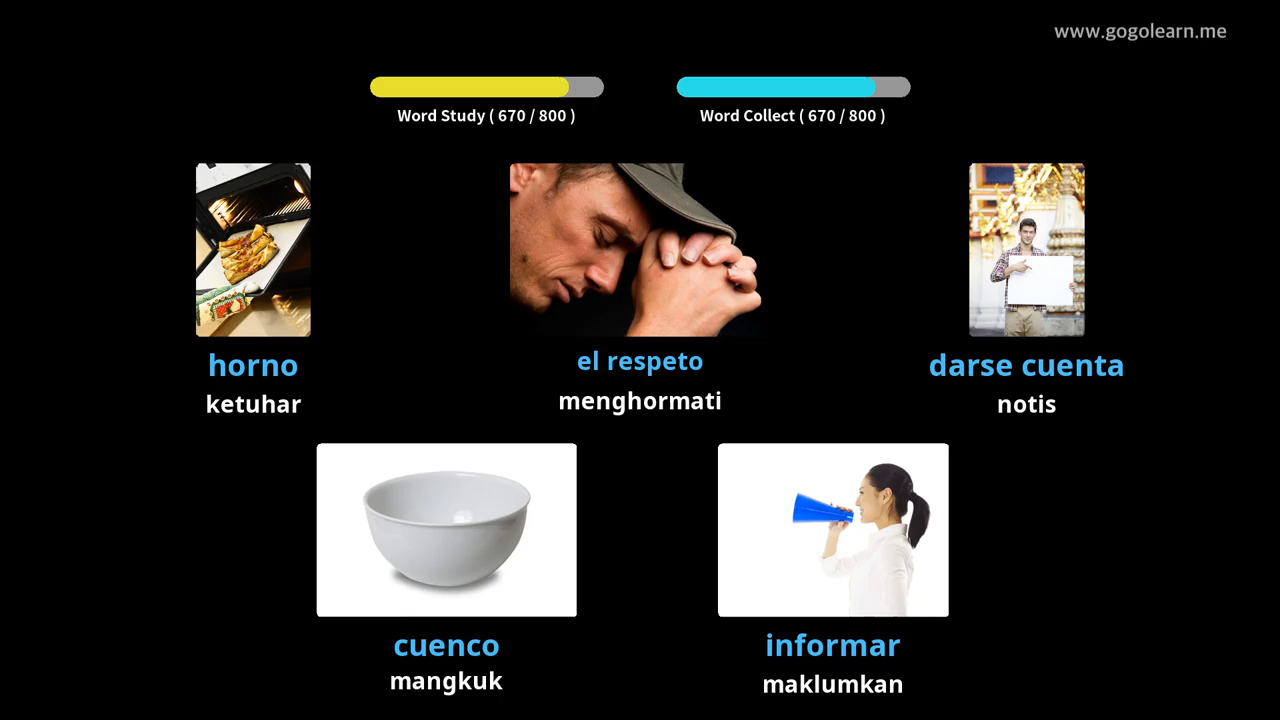 www.gogolearn.me
Word Study ( 670 / 800 )
Word Collect ( 670 / 800 )
horno
ketuhar
el respeto
menghormati
darse cuenta
notis
cuenco
mangkuk
informar
maklumkan